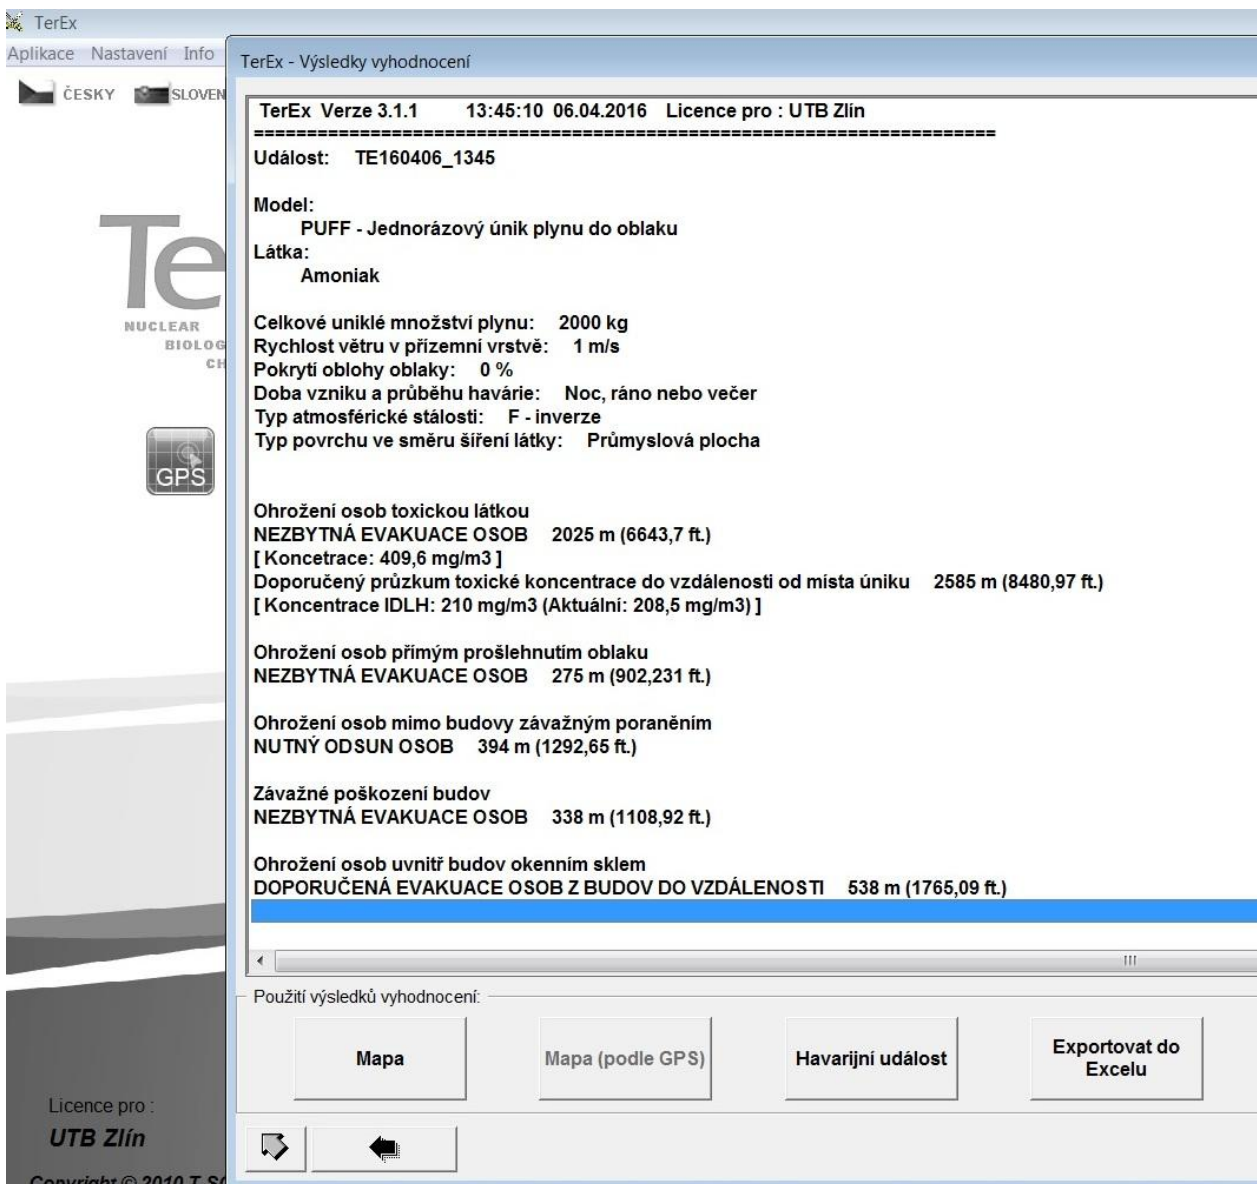 TerEx
Aplikace Nastavení Info
ČESKY SLOVEN
Te
NUCLEAR
BIOLOG
CH
GPS
TerEx - Výsledky vyhodnocení
TerEx Verze 3.1.1 13:45:10 06.04.2016 Licence pro : UTB Zlín
======================================================================
Událost: TE160406_1345
Model:
PUFF - Jednorázový únik plynu do oblaku
Látka:
Amoniak
Celkové uniklé množství plynu: 2000 kg
Rychlost větru v přízemní vrstvě: 1 m/s
Pokrytí oblohy oblaky: 0 %
Doba vzniku a průběhu havárie: Noc, ráno nebo večer
Typ atmosférické stálosti: F - inverze
Typ povrchu ve směru šíření látky: Průmyslová plocha
Ohrožení osob toxickou látkou
NEZBYTNÁ EVAKUACE OSOB 2025 m (6643,7 ft.)
[ Koncetrace: 409,6 mg/m3 ]
Doporučený průzkum toxické koncentrace do vzdálenosti od místa úniku 2585 m (8480,97 ft.)
[ Koncentrace IDLH: 210 mg/m3 (Aktuální: 208,5 mg/m3) ]
Ohrožení osob přímým prošlehnutím oblaku
NEZBYTNÁ EVAKUACE OSOB 275 m (902,231 ft.)
Ohrožení osob mimo budovy závažným poraněním
NUTNÝ ODSUN OSOB 394 m (1292,65 ft.)
Závažné poškození budov
NEZBYTNÁ EVAKUACE OSOB 338 m (1108,92 ft.)
Ohrožení osob uvnitř budov okenním sklem
DOPORUČENÁ EVAKUACE OSOB Z BUDOV DO VZDÁLENOSTI 538 m (1765,09 ft.)
Použití výsledků vyhodnocení:
Mapa
Mapa (podle GPS)
Havarijní událost
Exportovat do
Excelu
Licence pro :
UTB Zlín
Copyright © 2010 T-SO